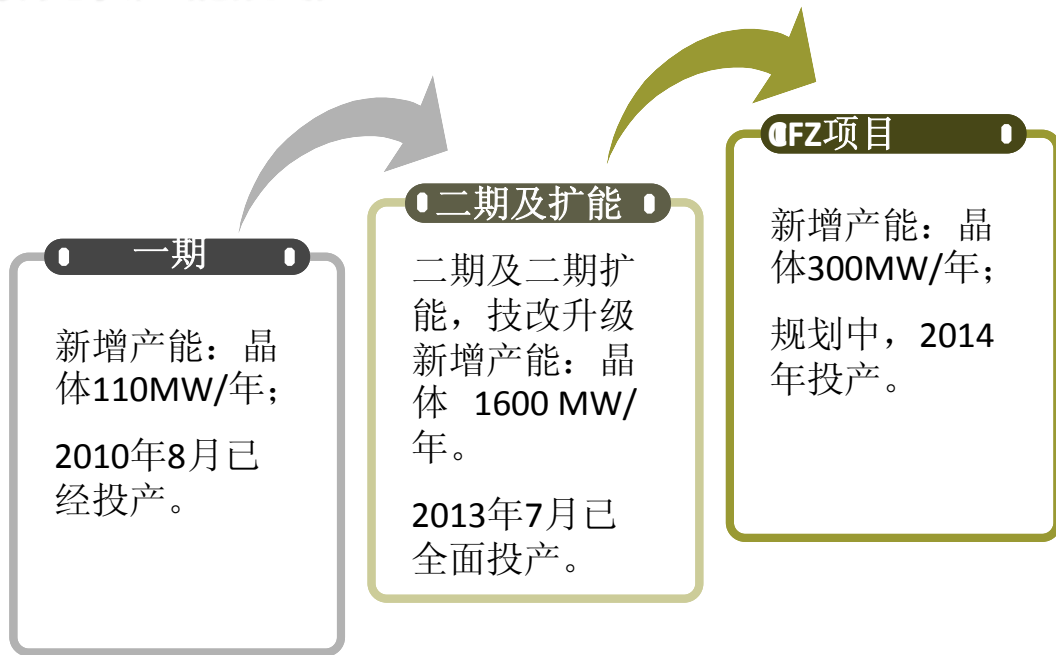 一期
新增产能：晶
体110MW/年；
2010年8月已
经投产。
二期及扩能
二期及二期扩
能，技改升级
新增产能：晶
体 1600 MW/
年。
2013年7月已
全面投产。
CFZ项目
新增产能：晶
体300MW/年；
规划中，2014
年投产。